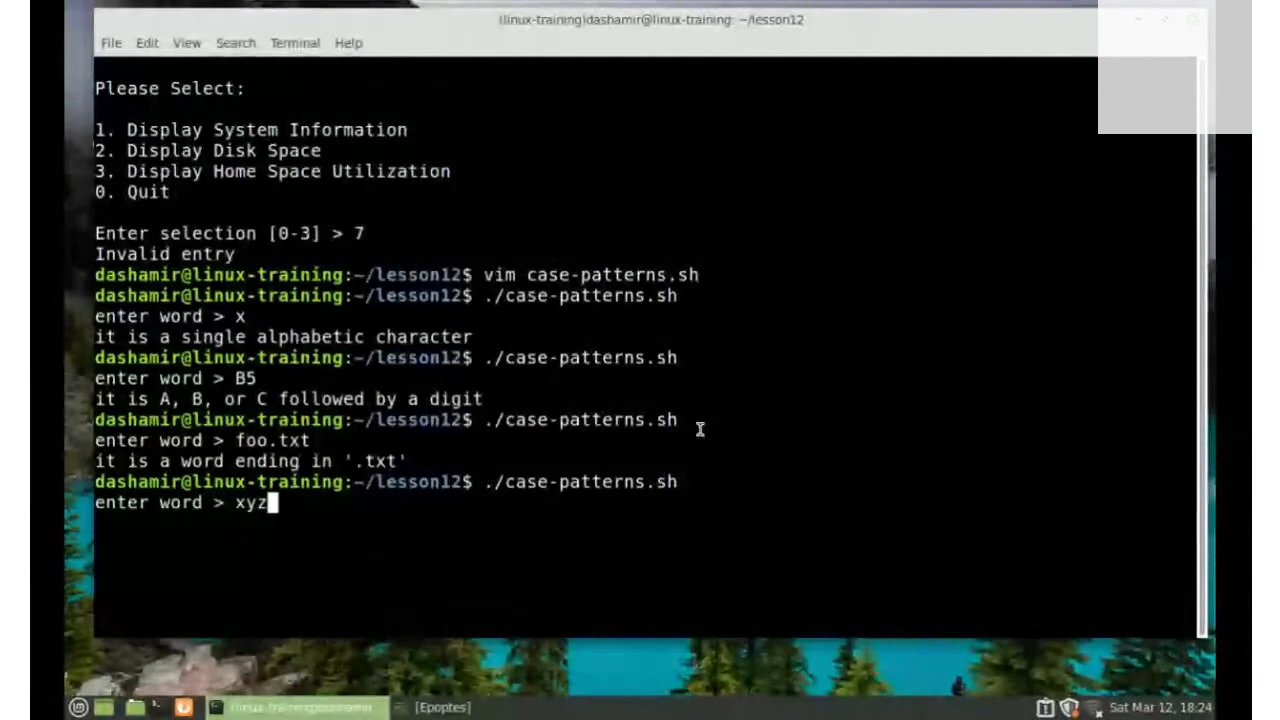 (linux-training)dashamir@linux-training: ~/lesson12
File Edit View Search Terminal Help
Please Select:
1. Display System Information
2. Display Disk Space
3. Display Home Space Utilization
0. Quit
Enter selection [0-3] > 7
Invalid entry
dashamir@linux-training:~/lesson12$ vim case-patterns.sh
dashamir@linux-training:~/lesson12$ ./case-patterns.sh
enter word > x
it is a single alphabetic character
dashamir@linux-training:~/lesson12$ ./case-patterns.sh
enter word > B5
it is A, B, or C followed by a digit
dashamir@linux-training:~/lesson12$ ./case-patterns.sh
enter word > foo.txt
it is a word ending in '.txt'
dashamir@linux-training:~/lesson12$ ./case-patterns.sh
enter word > xyz
[Epoptes]
Sat Mar 12, 18:24